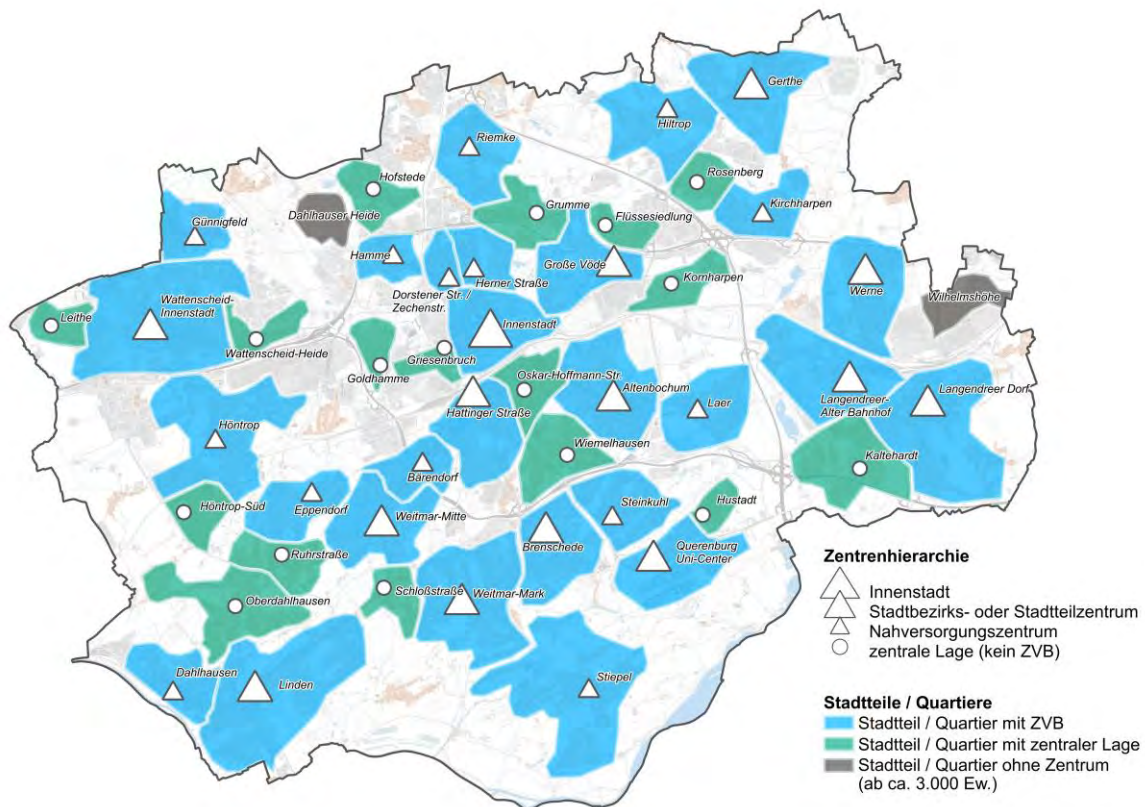 Gerthe
Hiltrop
Riemke
Rosenberg
Hofstede
Kirchharpen
Grumme
Dahlhauser Heide
Flüssesiedlung
Günnigfeld
Hamme
Herner Straße
Große Vöde
Kornharpen
Dorstener Str. /
Zechenstr.
Werne
Wilhelmshöhe
Wattenscheid-
Innenstadt
Leithe
Innenstadt
Wattenscheid-Heide
Griesenbruch
Goldhamme
Oskar-Hoffmann-Str.
Altenbochum
Hattinger Straße
Laer
Langendreer-
Alter Bahnhof
Langendreer Dorf
Höntrop
Wiemelhausen
Kaltehardt
Bärendorf
Eppendorf
Steinkuhl
Hustadt
Höntrop-Süd
Weitmar-Mitte
Brenschede
Querenburg
Uni-Center
Ruhrstraße
Schloßstraße
Weitmar-Mark
Oberdahlhausen
Dahlhausen
Linden
Stiepel
Zentrenhierarchie
Innenstadt
Stadtbezirks- oder Stadtteilzentrum
Nahversorgungszentrum
zentrale Lage (kein ZVB)
Stadtteile / Quartiere
Stadtteil / Quartier mit ZVB
Stadtteil / Quartier mit zentraler Lage
Stadtteil / Quartier ohne Zentrum
(ab ca. 3.000 Ew.)